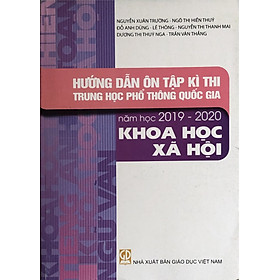 NGUYỄN XUÂN TRƯỜNG - NGÔ THỊ HIỀN THUÝ
ĐỖ ANH DŨNG - LÊ THÔNG - NGUYỄN THỊ THANH MAI
DƯƠNG THỊ THUÝ NGA - TRẦN VĂN THẮNG
HƯỚNG DẪN ÔN TẬP KÌ THI
TRUNG HỌC PHỔ THÔNG QUỐC GIA
năm học 2019 - 2020
KHOA HỌC
XÃ HỘI
NGỮ VĂN
NHÀ XUẤT BẢN GIÁO DỤC VIỆT NAM